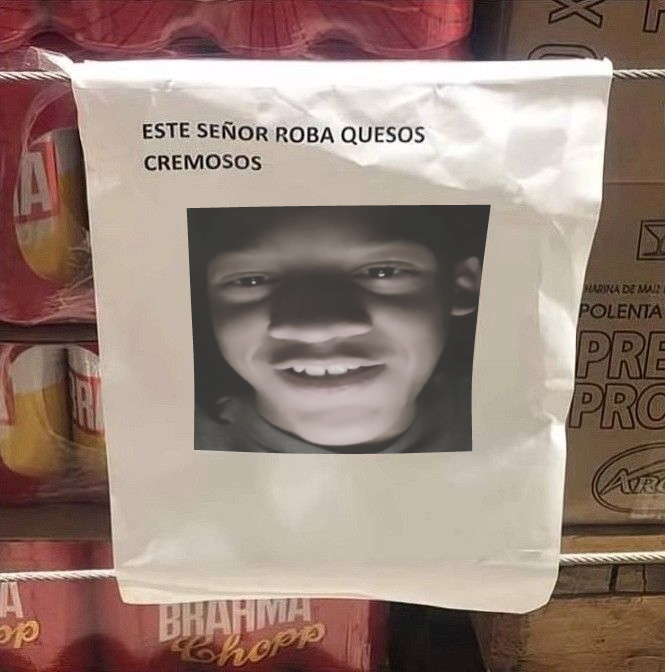 ESTE SEÑOR ROBA QUESOS
CREMOSOS
HARINA DE MAIZ
POLENTA
PRE
PRO
BRAHMA
Chopp